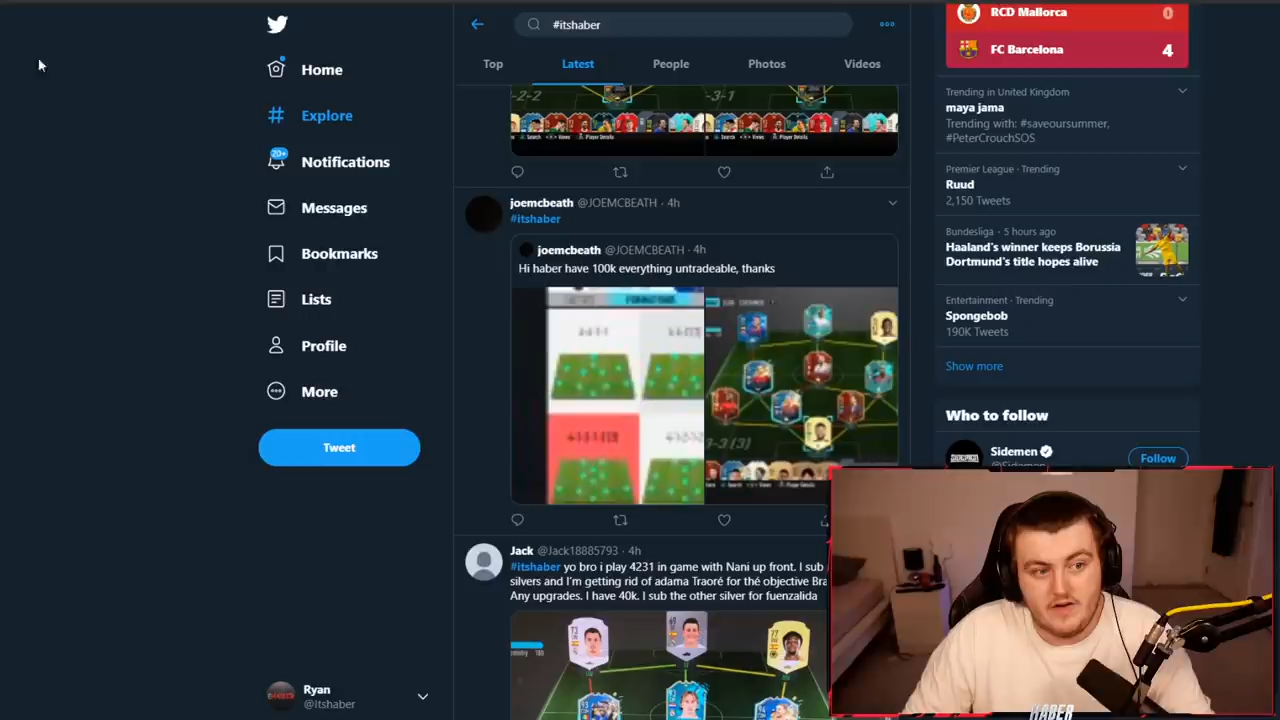 Home
Explore
20+
Notifications
Messages
Bookmarks
Lists
Profile
More
Tweet
Ryan
@Itshaber
#itshaber
Top
Latest
People
Photos
Videos
joemcbeath @JOEMCBEATH · 4h
#itshaber
joemcbeath @JOEMCBEATH · 4h
Hi haber have 100k everything untradeable, thanks
Jack @Jack18885793 · 4h
#itshaber yo bro i play 4231 in game with Nani up front. I sub
silvers and I'm getting rid of adama Traoré for thé objective Bra
Any upgrades. I have 40k. I sub the other silver for fuenzalida
RCD Mallorca 0
FC Barcelona 4
Trending in United Kingdom
maya jama
Trending with: #saveoursummer,
#PeterCrouchSOS
Premier League · Trending
Ruud
2,150 Tweets
Bundesliga · 5 hours ago
Haaland's winner keeps Borussia
Dortmund's title hopes alive
Entertainment · Trending
Spongebob
190K Tweets
Show more
Who to follow
Sidemen
@Sidemen
Follow
HABER